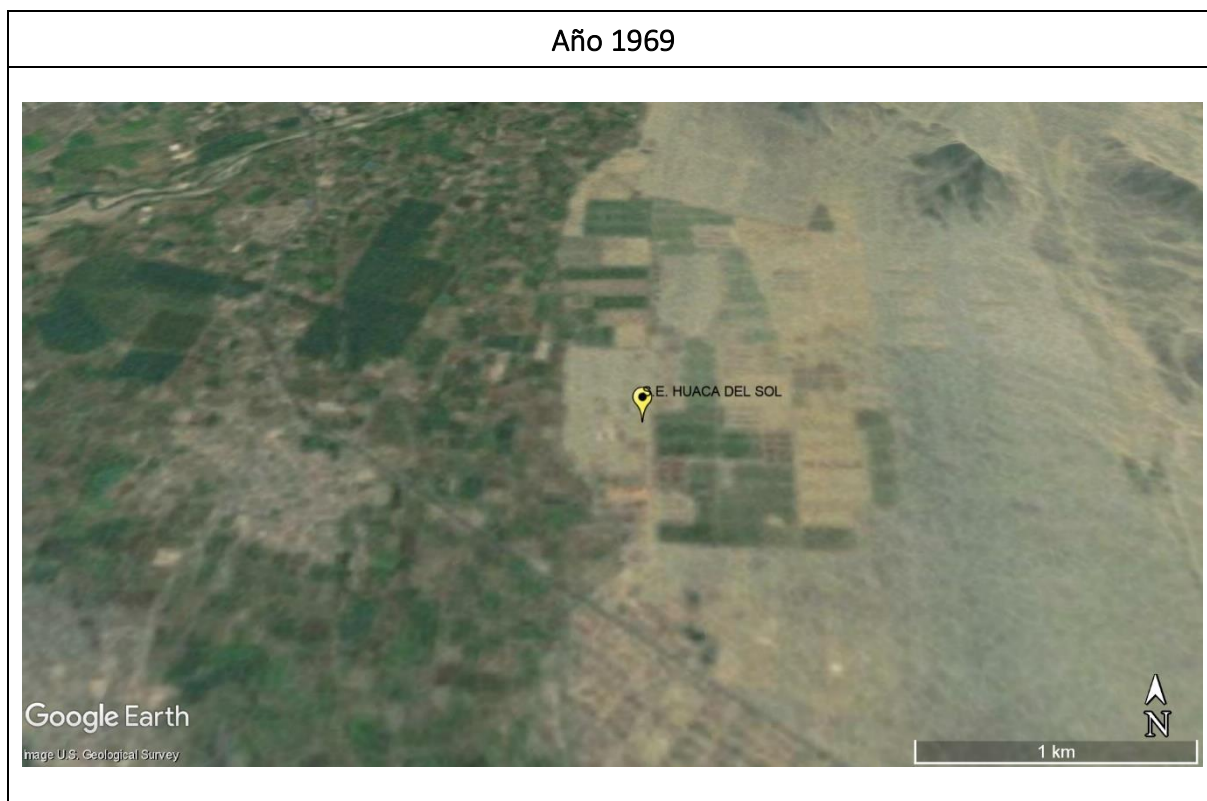 Año 1969
S.E. HUACA DEL SOL
Google Earth
Image U.S. Geological Survey
N
1 km